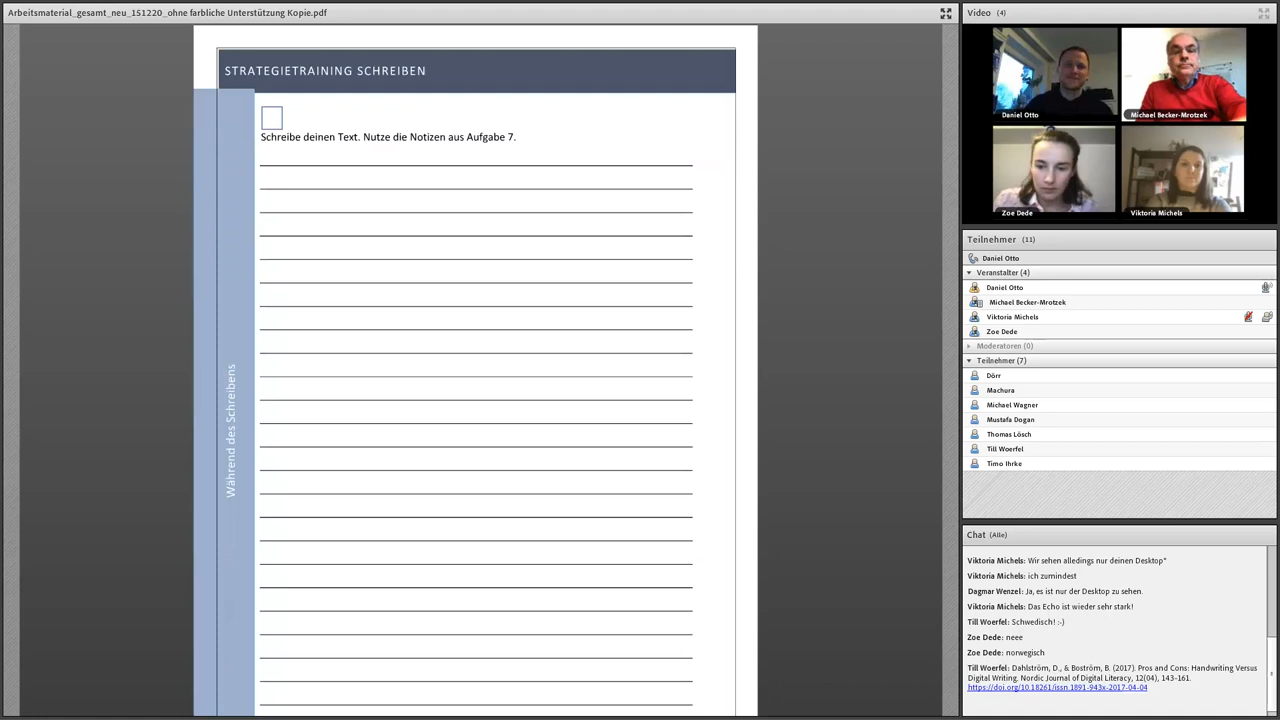 Arbeitsmaterial_gesamt_neu_151220_ohne farbliche Unterstützung Kopie.pdf
STRATEGIETRAINING SCHREIBEN
Schreibe deinen Text. Nutze die Notizen aus Aufgabe 7.
Während des Schreibens
Video (4)
Daniel Otto
Michael Becker-Mrotzek
Zoe Dede
Viktoria Michels
Teilnehmer (11)
Daniel Otto
Veranstalter (4)
Daniel Otto
Michael Becker-Mrotzek
Viktoria Michels
Zoe Dede
Moderatoren (0)
Teilnehmer (7)
Dörr
Machura
Michael Wagner
Mustafa Dogan
Thomas Lösch
Till Woerfel
Timo Ihrke
Chat (Alle)
Viktoria Michels: Wir sehen alledings nur deinen Desktop*
Viktoria Michels: ich zumindest
Dagmar Wenzel: Ja, es ist nur der Desktop zu sehen.
Viktoria Michels: Das Echo ist wieder sehr stark!
Till Woerfel: Schwedisch! :-)
Zoe Dede: neee
Zoe Dede: norwegisch
Till Woerfel: Dahlström, D., & Boström, B. (2017). Pros and Cons: Handwriting Versus
Digital Writing. Nordic Journal of Digital Literacy, 12(04), 143–161.
https://doi.org/10.18261/issn.1891-943x-2017-04-04